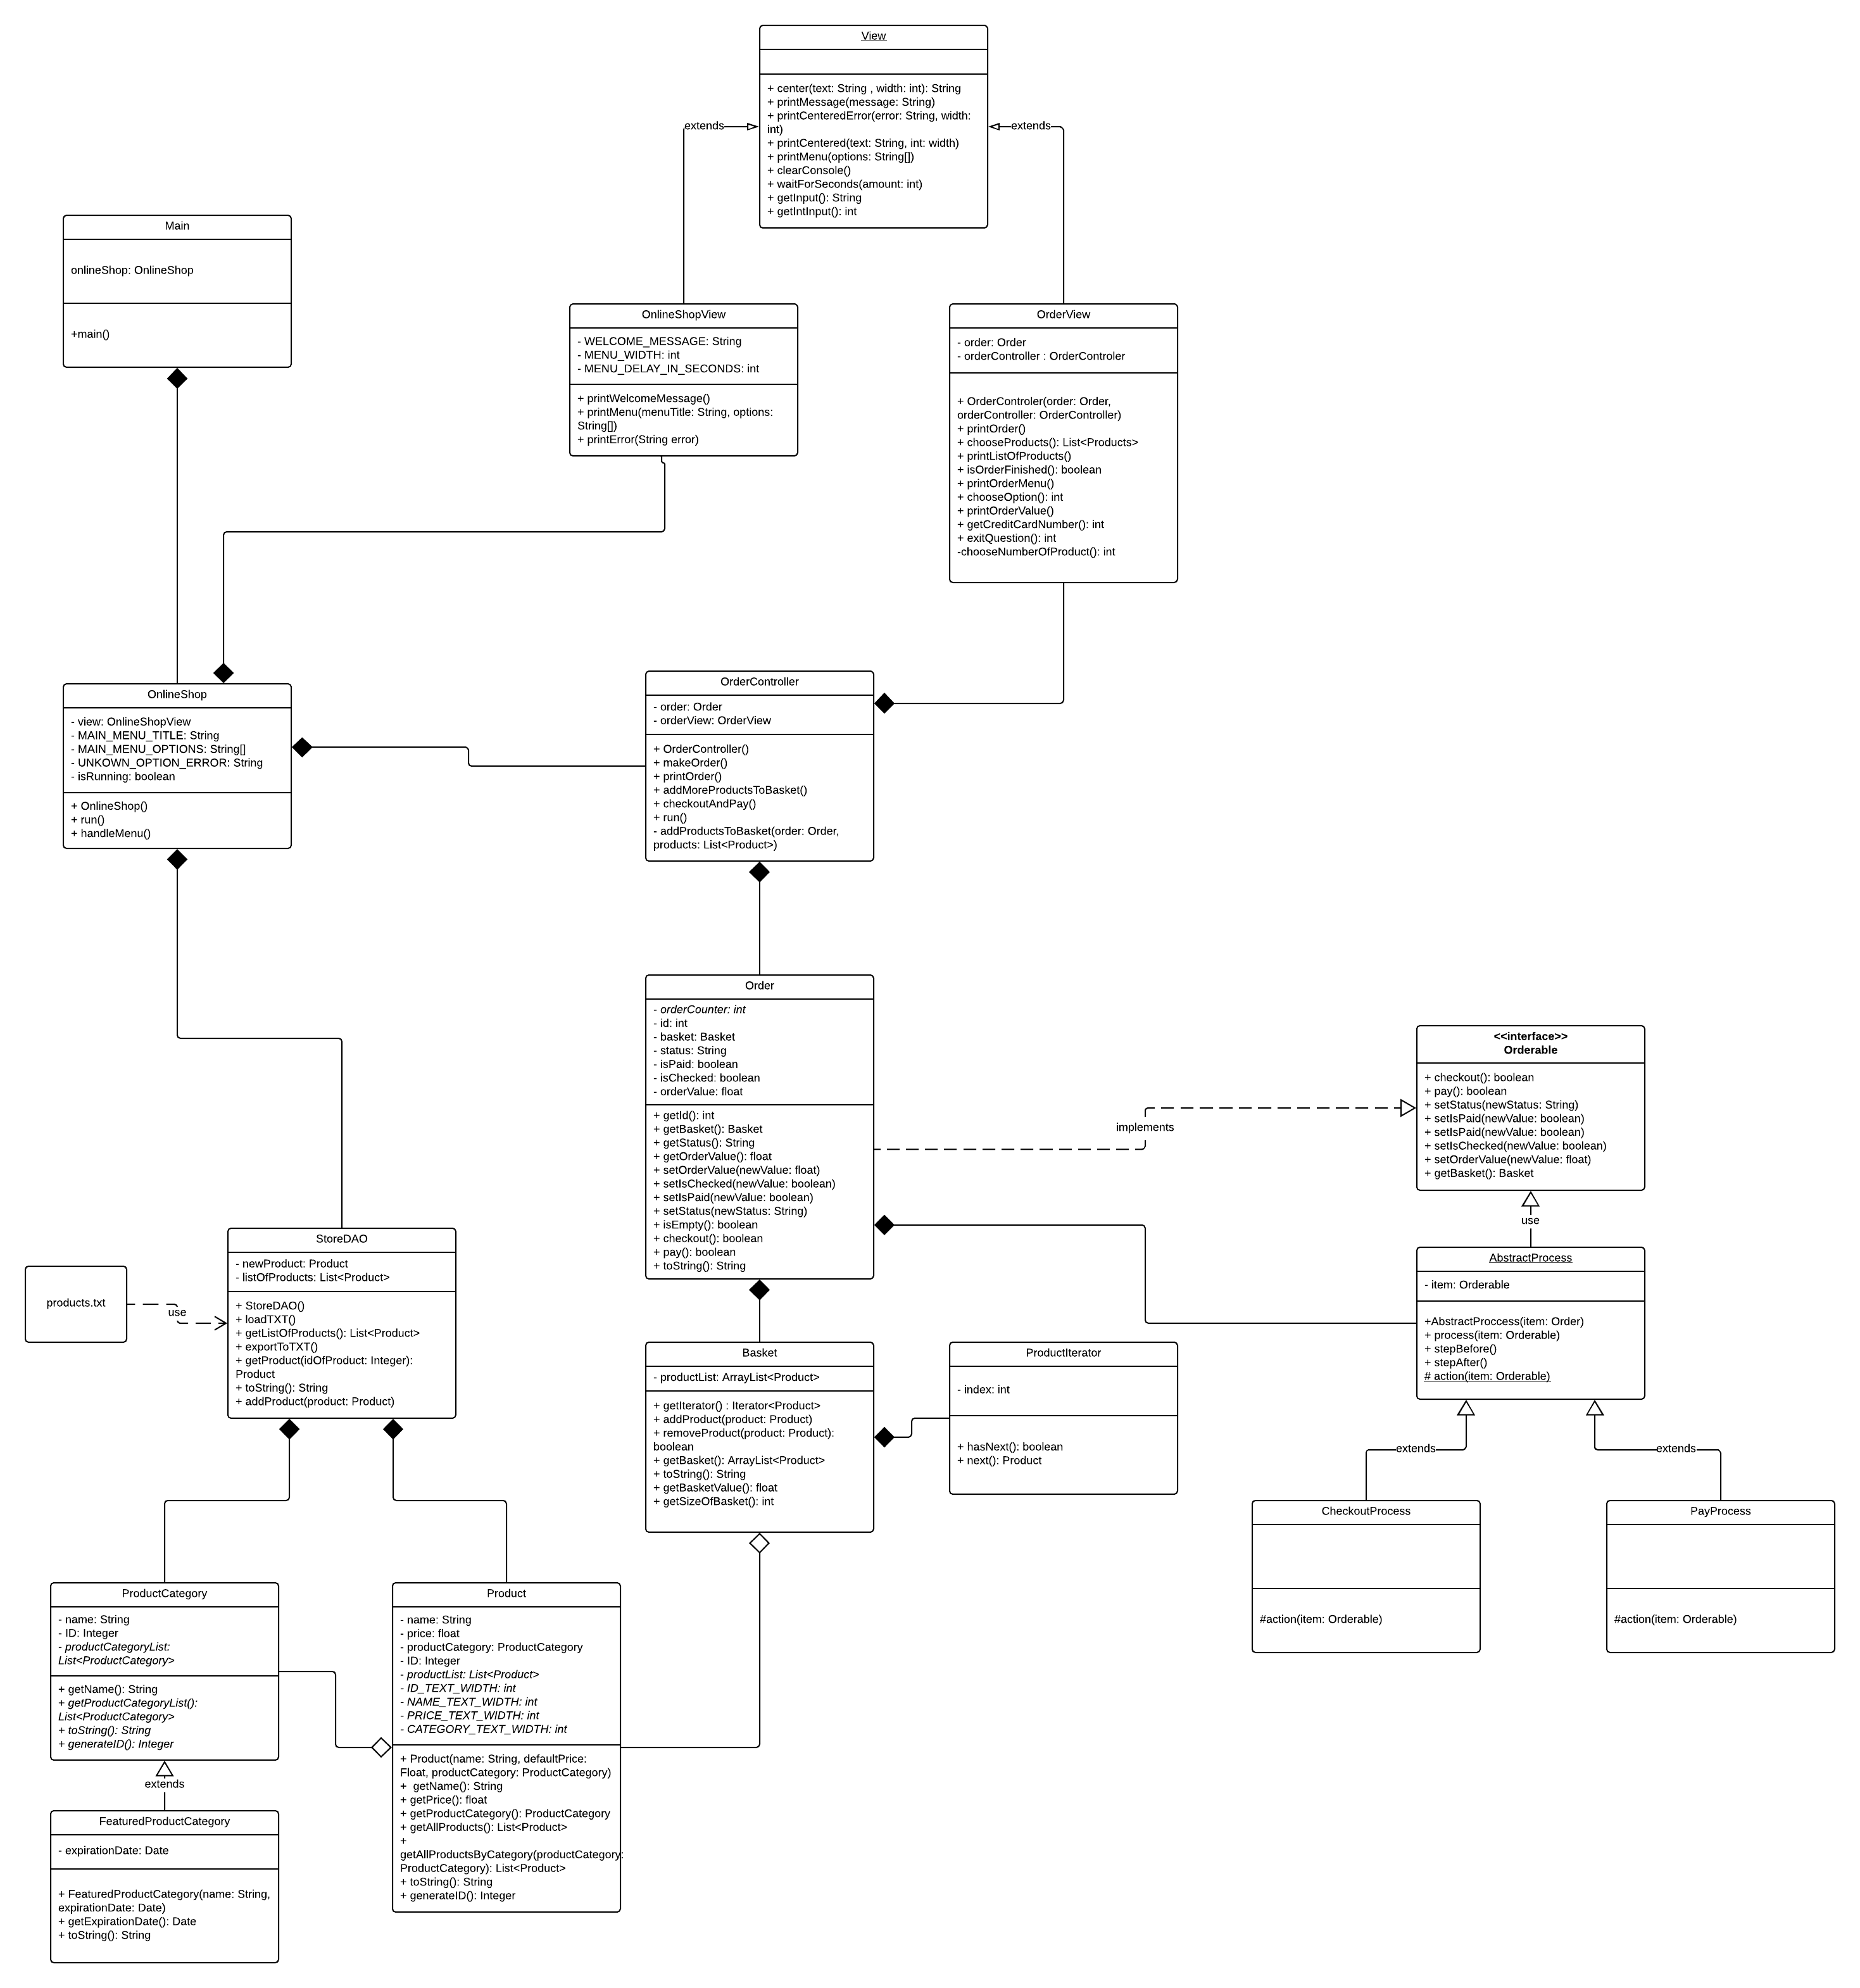 View
+ center(text: String , width: int): String
+ printMessage(message: String)
+ printCenteredError(error: String, width:
int)
+ printCentered(text: String, int: width)
+ printMenu(options: String[])
+ clearConsole()
+ waitForSeconds(amount: int)
+ getInput(): String
+ getIntInput(): int
extends
extends
Main
onlineShop: OnlineShop
+main()
OnlineShopView
- WELCOME_MESSAGE: String
- MENU_WIDTH: int
- MENU_DELAY_IN_SECONDS: int
+ printWelcomeMessage()
+ printMenu(menuTitle: String, options:
String[])
+ printError(String error)
OrderView
- order: Order
- orderController : OrderControler
+ OrderControler(order: Order,
orderController: OrderController)
+ printOrder()
+ chooseProducts(): List<Products>
+ printListOfProducts()
+ isOrderFinished(): boolean
+ printOrderMenu()
+ chooseOption(): int
+ printOrderValue()
+ getCreditCardNumber(): int
+ exitQuestion(): int
-chooseNumberOfProduct(): int
OnlineShop
- view: OnlineShopView
- MAIN_MENU_TITLE: String
- MAIN_MENU_OPTIONS: String[]
- UNKOWN_OPTION_ERROR: String
- isRunning: boolean
+ OnlineShop()
+ run()
+ handleMenu()
OrderController
- order: Order
- orderView: OrderView
+ OrderController()
+ makeOrder()
+ printOrder()
+ addMoreProductsToBasket()
+ checkoutAndPay()
+ run()
- addProductsToBasket(order: Order,
products: List<Product>)
Order
- orderCounter: int
- id: int
- basket: Basket
- status: String
- isPaid: boolean
- isChecked: boolean
- orderValue: float
+ getId(): int
+ getBasket(): Basket
+ getStatus(): String
+ getOrderValue(): float
+ setOrderValue(newValue: float)
+ setIsChecked(newValue: boolean)
+ setIsPaid(newValue: boolean)
+ setStatus(newStatus: String)
+ isEmpty(): boolean
+ checkout(): boolean
+ pay(): boolean
+ toString(): String
implements
<<interface>>
Orderable
+ checkout(): boolean
+ pay(): boolean
+ setStatus(newStatus: String)
+ setIsPaid(newValue: boolean)
+ setIsPaid(newValue: boolean)
+ setIsChecked(newValue: boolean)
+ setOrderValue(newValue: float)
+ getBasket(): Basket
use
AbstractProcess
- item: Orderable
+AbstractProccess(item: Order)
+ process(item: Orderable)
+ stepBefore()
+ stepAfter()
# action(item: Orderable)
extends
extends
CheckoutProcess
#action(item: Orderable)
PayProcess
#action(item: Orderable)
products.txt
use
StoreDAO
- newProduct: Product
- listOfProducts: List<Product>
+ StoreDAO()
+ loadTXT()
+ getListOfProducts(): List<Product>
+ exportToTXT()
+ getProduct(idOfProduct: Integer):
Product
+ toString(): String
+ addProduct(product: Product)
Basket
- productList: ArrayList<Product>
+ getIterator() : Iterator<Product>
+ addProduct(product: Product)
+ removeProduct(product: Product):
boolean
+ getBasket(): ArrayList<Product>
+ toString(): String
+ getBasketValue(): float
+ getSizeOfBasket(): int
ProductIterator
- index: int
+ hasNext(): boolean
+ next(): Product
ProductCategory
- name: String
- ID: Integer
- productCategoryList:
List<ProductCategory>
+ getName(): String
+ getProductCategoryList():
List<ProductCategory>
+ toString(): String
+ generateID(): Integer
extends
FeaturedProductCategory
- expirationDate: Date
+ FeaturedProductCategory(name: String,
expirationDate: Date)
+ getExpirationDate(): Date
+ toString(): String
Product
- name: String
- price: float
- productCategory: ProductCategory
- ID: Integer
- productList: List<Product>
- ID_TEXT_WIDTH: int
- NAME_TEXT_WIDTH: int
- PRICE_TEXT_WIDTH: int
- CATEGORY_TEXT_WIDTH: int
+ Product(name: String, defaultPrice:
Float, productCategory: ProductCategory)
+  getName(): String
+ getPrice(): float
+ getProductCategory(): ProductCategory
+ getAllProducts(): List<Product>
+
getAllProductsByCategory(productCategory:
ProductCategory): List<Product>
+ toString(): String
+ generateID(): Integer